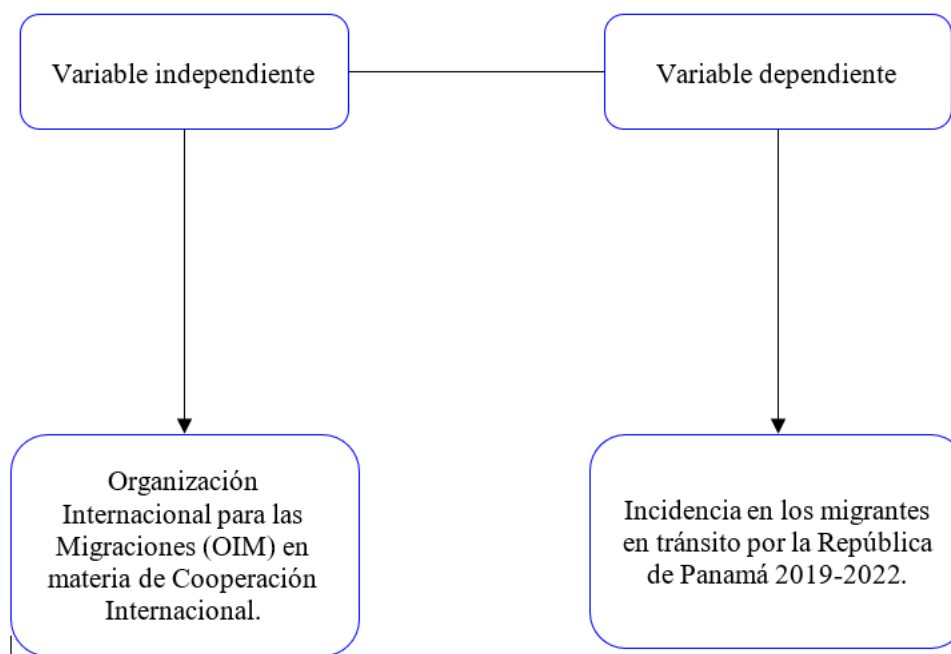 Variable independiente
Variable dependiente
Organización
Internacional para las
Migraciones (OIM) en
materia de Cooperación
Internacional.
Incidencia en los migrantes
en tránsito por la República
de Panamá 2019-2022.